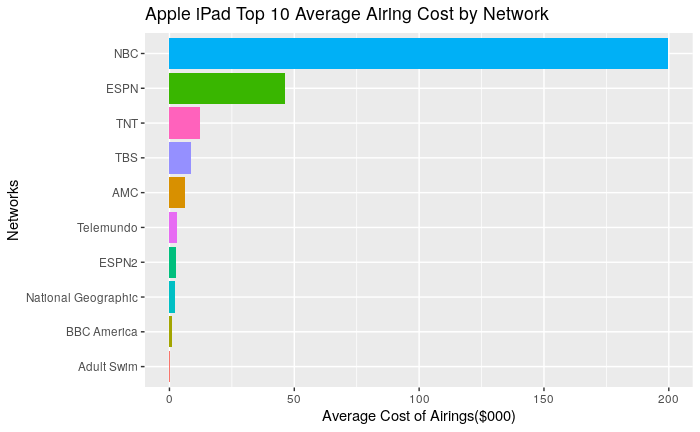 Apple iPad Top 10 Average Airing Cost by Network
Networks
NBC
ESPN
TNT
TBS
AMC
Telemundo
ESPN2
National Geographic
BBC America
Adult Swim
0 50 100 150 200
Average Cost of Airings($000)